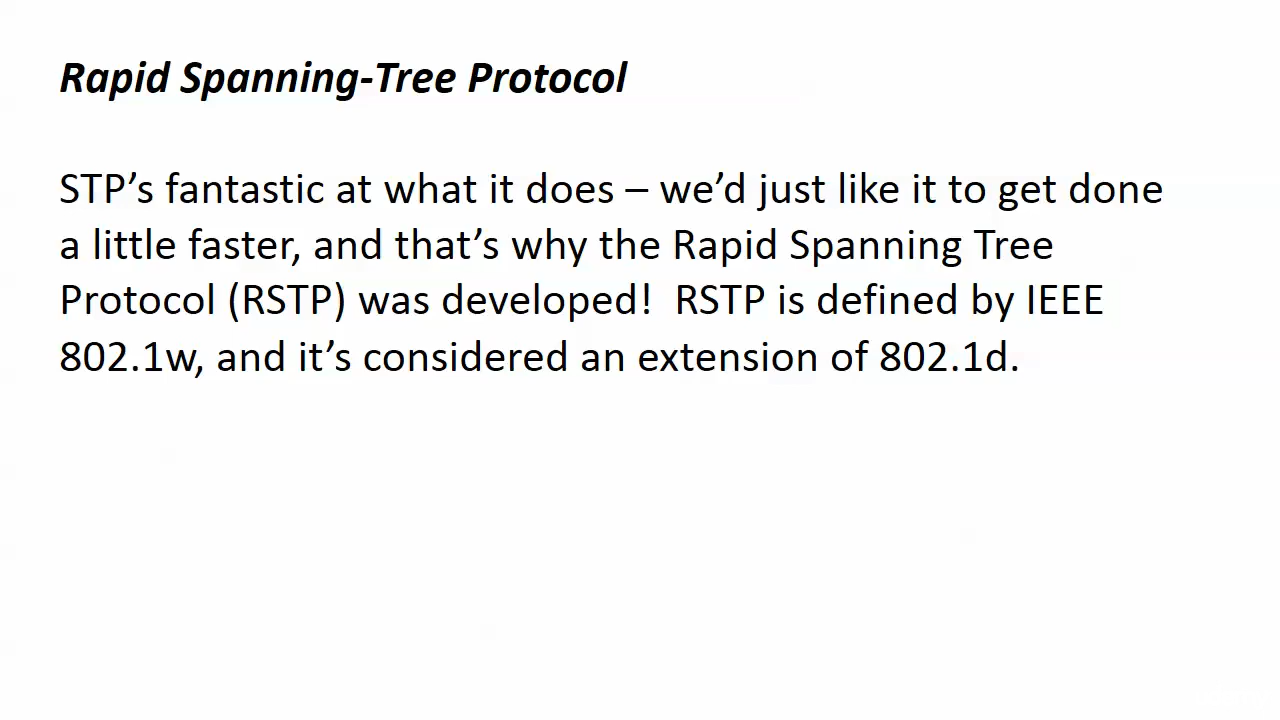 Rapid Spanning-Tree Protocol
STP’s fantastic at what it does – we’d just like it to get done
a little faster, and that’s why the Rapid Spanning Tree
Protocol (RSTP) was developed!  RSTP is defined by IEEE
802.1w, and it’s considered an extension of 802.1d.